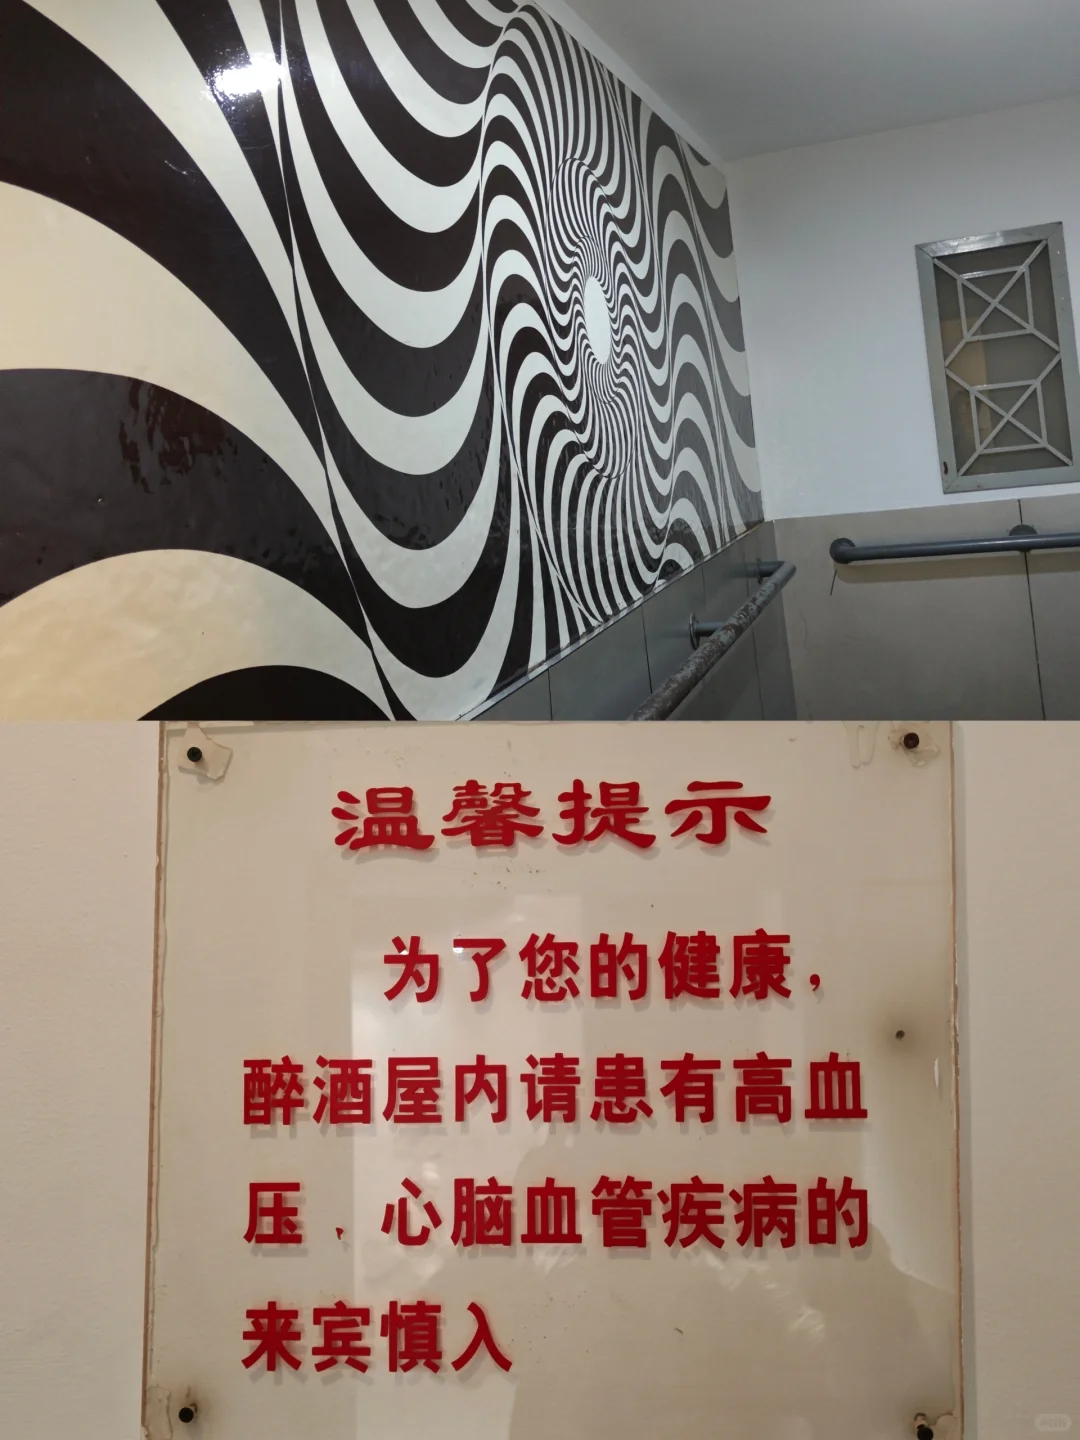 温馨提示
为了您的健康，
醉酒屋内请患有高血
压、心脑血管疾病的
来宾慎入